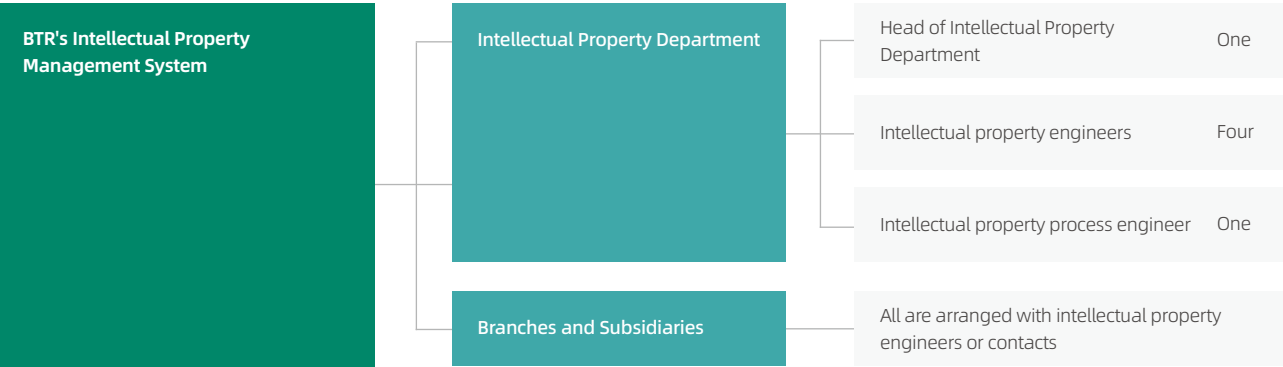 BTR's Intellectual Property
Management System
Intellectual Property Department
Head of Intellectual Property
Department
One
Intellectual property engineers
Four
Intellectual property process engineer
One
Branches and Subsidiaries
All are arranged with intellectual property
engineers or contacts